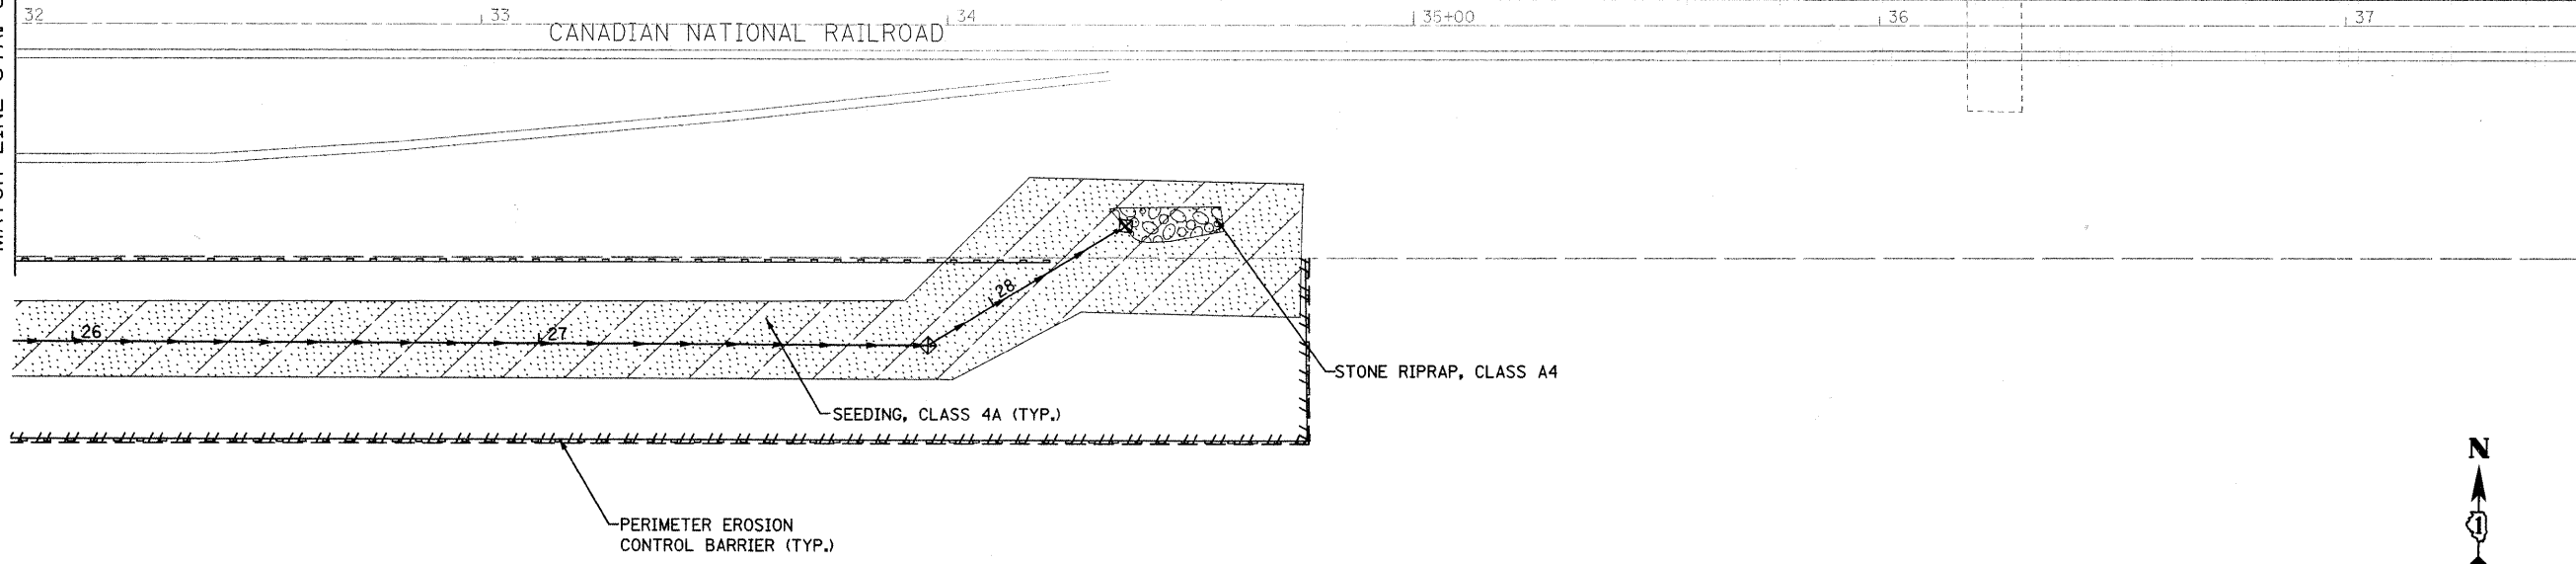 32 33 34 35+00 36 37
CANADIAN NATIONAL RAILROAD
26 27 28
STONE RIPRAP, CLASS A4
SEEDING, CLASS 4A (TYP.)
PERIMETER EROSION
CONTROL BARRIER (TYP.)
N
1